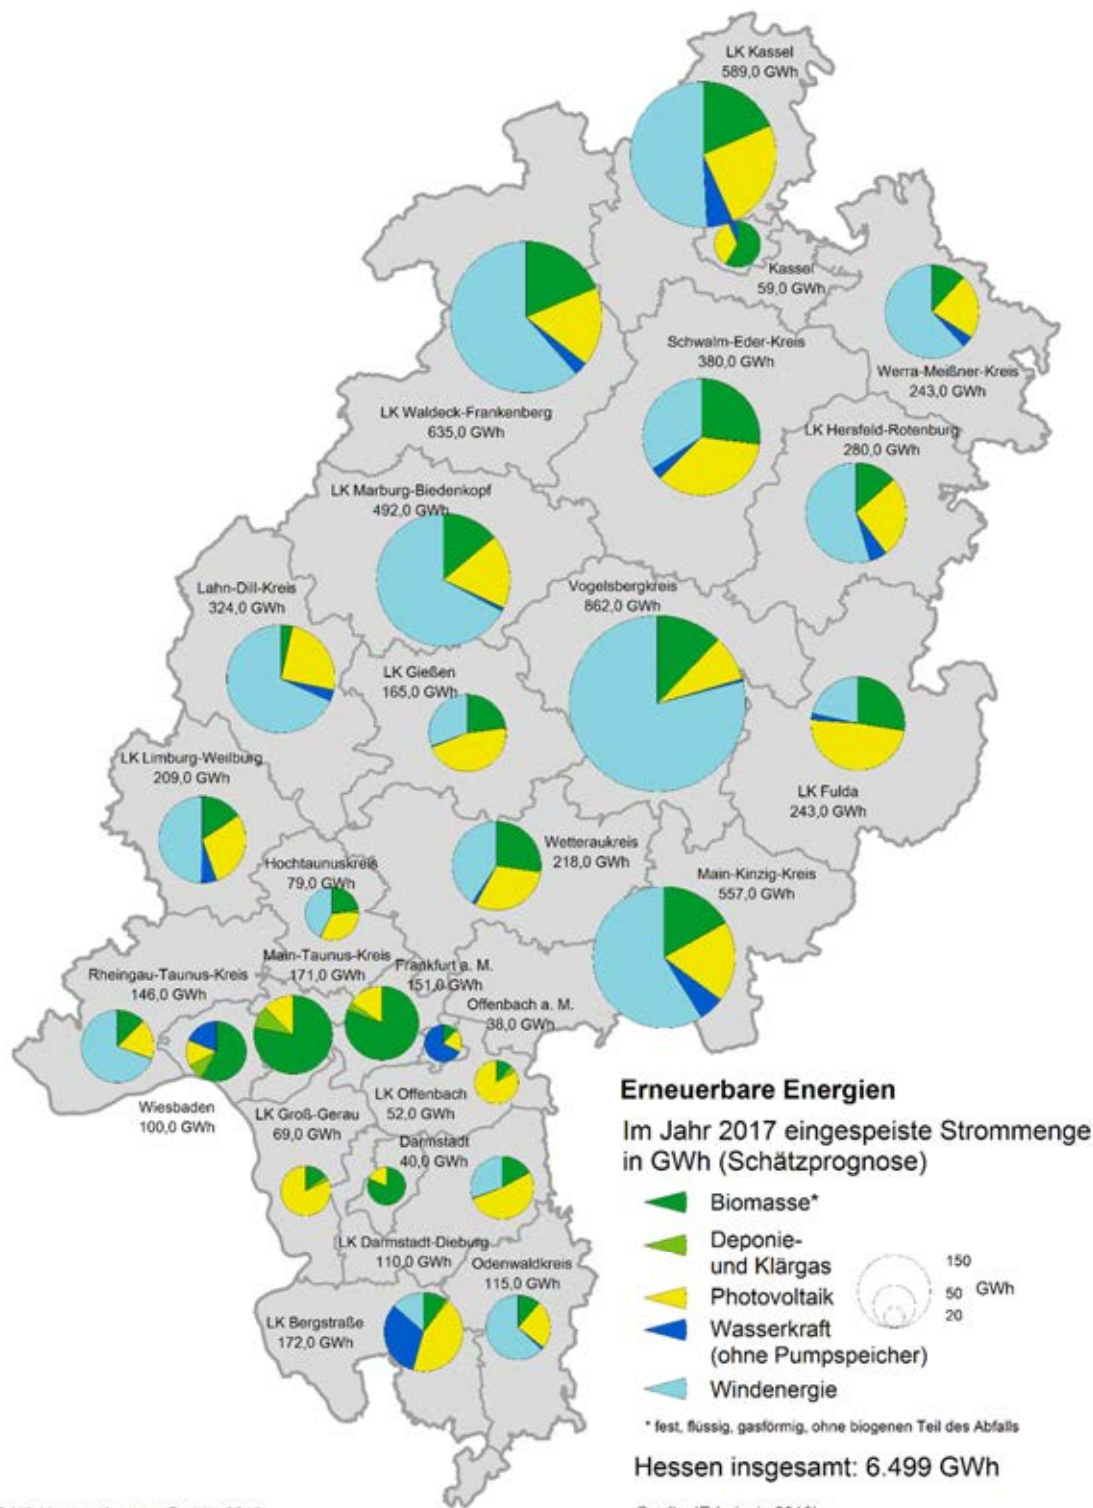 LK Kassel
589,0 GWh
Kassel
59,0 GWh
Schwalm-Eder-Kreis
380,0 GWh
Werra-Meißner-Kreis
243,0 GWh
LK Waldeck-Frankenberg
635,0 GWh
LK Hersfeld-Rotenburg
280,0 GWh
LK Marburg-Biedenkopf
492,0 GWh
Lahn-Dill-Kreis
324,0 GWh
Vogelsbergkreis
862,0 GWh
LK Gießen
165,0 GWh
LK Limburg-Weilburg
209,0 GWh
LK Fulda
243,0 GWh
Wetteraukreis
218,0 GWh
Hochtaunuskreis
79,0 GWh
Main-Kinzig-Kreis
557,0 GWh
Main-Taunus-Kreis
171,0 GWh
Frankfurt a. M.
151,0 GWh
Rheingau-Taunus-Kreis
146,0 GWh
Offenbach a. M.
38,0 GWh
Wiesbaden
100,0 GWh
LK Offenbach
52,0 GWh
LK Groß-Gerau
69,0 GWh
Darmstadt
40,0 GWh
LK Darmstadt-Dieburg
110,0 GWh
Odenwaldkreis
115,0 GWh
LK Bergstraße
172,0 GWh
Erneuerbare Energien
Im Jahr 2017 eingespeiste Strommenge
in GWh (Schätzprognose)
Biomasse*
Deponie-
und Klärgas
Photovoltaik
Wasserkraft
(ohne Pumpspeicher)
Windenergie
150
50
20
GWh
* fest, flüssig, gasförmig, ohne biogenen Teil des Abfalls
Hessen insgesamt: 6.499 GWh